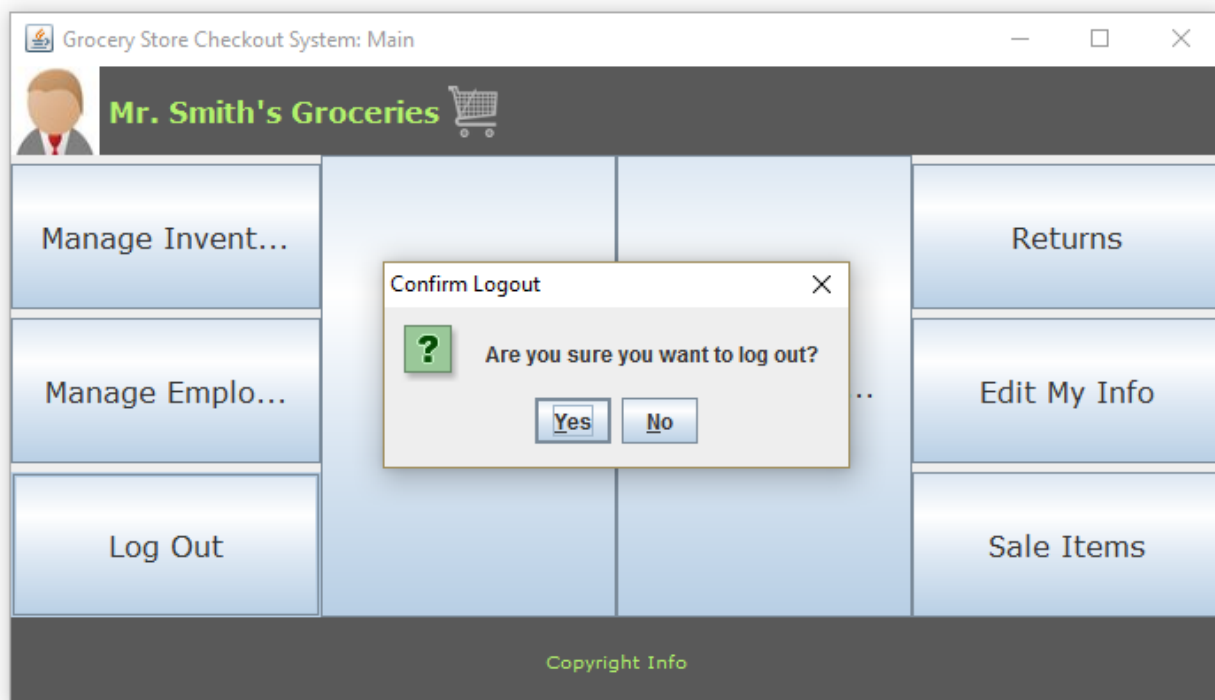 Grocery Store Checkout System: Main
Mr. Smith's Groceries
Manage Invent...
Returns
Confirm Logout
?
Are you sure you want to log out?
Yes
No
Manage Emplo...
..
Edit My Info
Log Out
Sale Items
Copyright Info